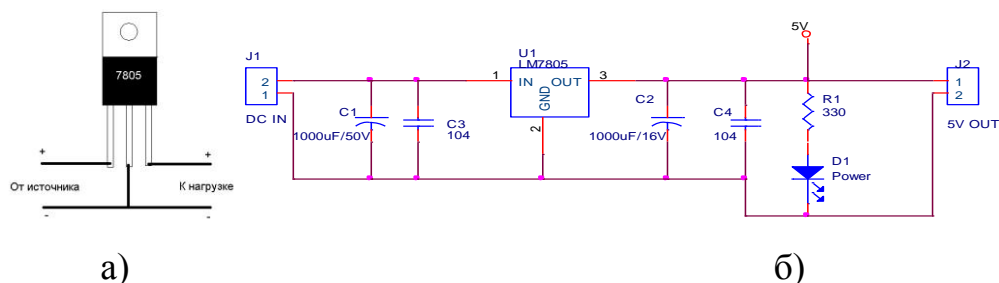 7805
+
+
От источника
К нагрузке
-
-
а)
J1
2
1
DC IN
C1
1000uF/50V
C3
104
1
U1
LM7805
IN
OUT
GND
2
3
C2
1000uF/16V
C4
104
5V
R1
330
D1
Power
J2
1
2
5V OUT
б)